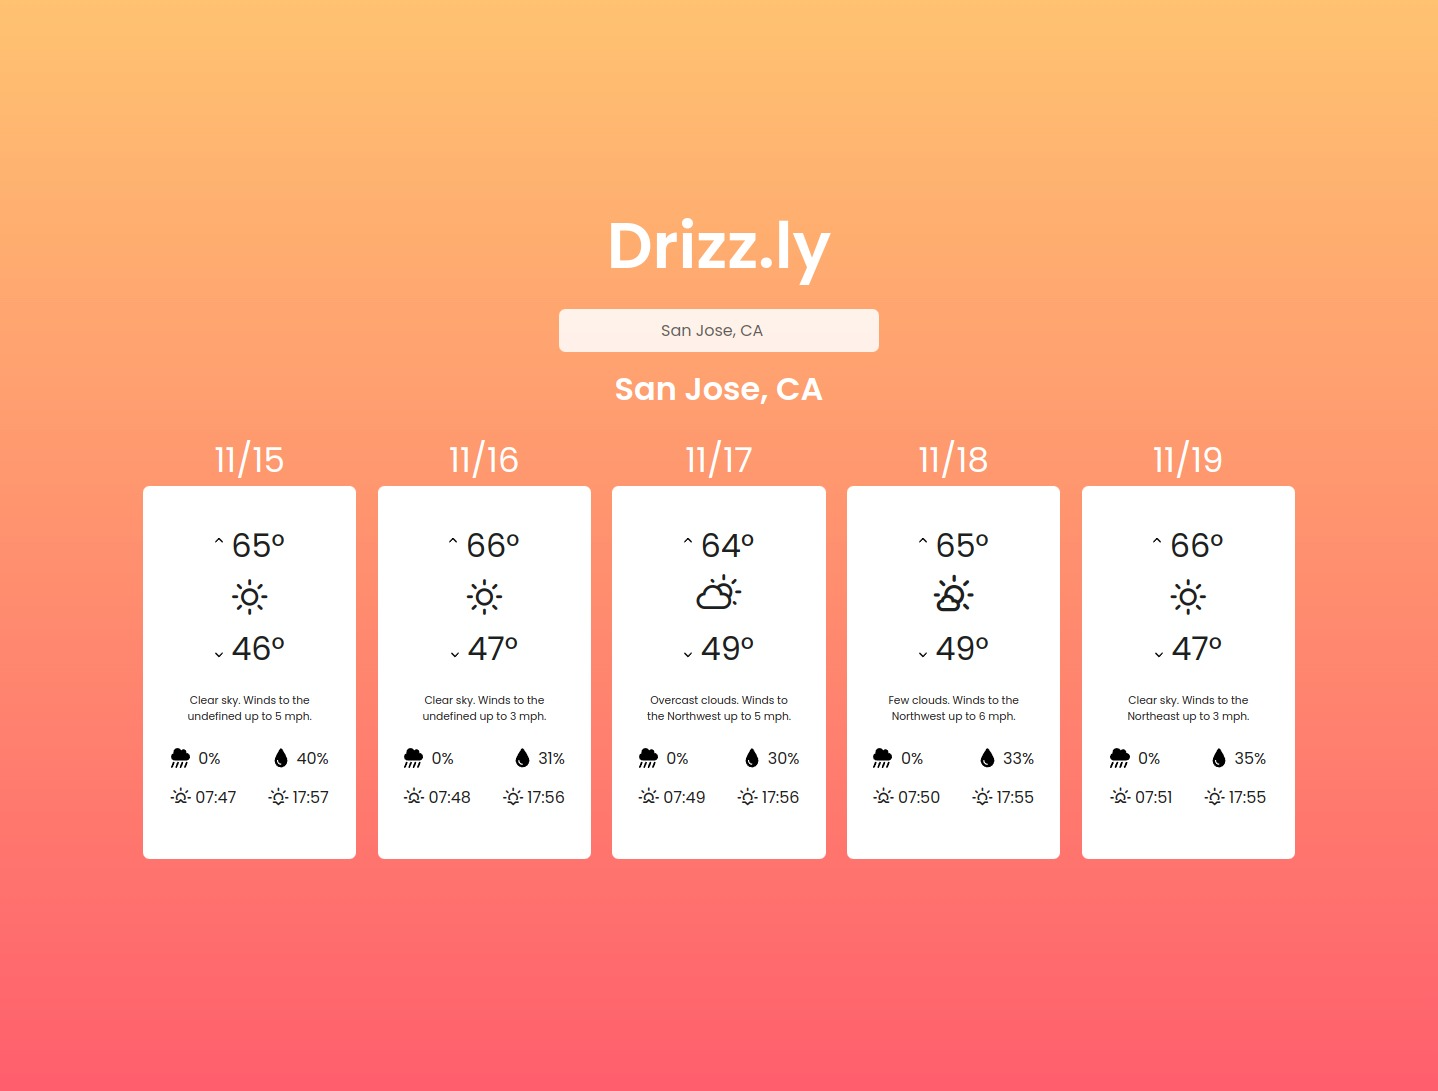 Drizz.ly
San Jose, CA
San Jose, CA
11/15
65º
46º
Clear sky. Winds to the
undefined up to 5 mph.
0% 40%
07:47 17:57
11/16
66º
47º
Clear sky. Winds to the
undefined up to 3 mph.
0% 31%
07:48 17:56
11/17
64º
49º
Overcast clouds. Winds to
the Northwest up to 5 mph.
0% 30%
07:49 17:56
11/18
65º
49º
Few clouds. Winds to the
Northwest up to 6 mph.
0% 33%
07:50 17:55
11/19
66º
47º
Clear sky. Winds to the
Northeast up to 3 mph.
0% 35%
07:51 17:55